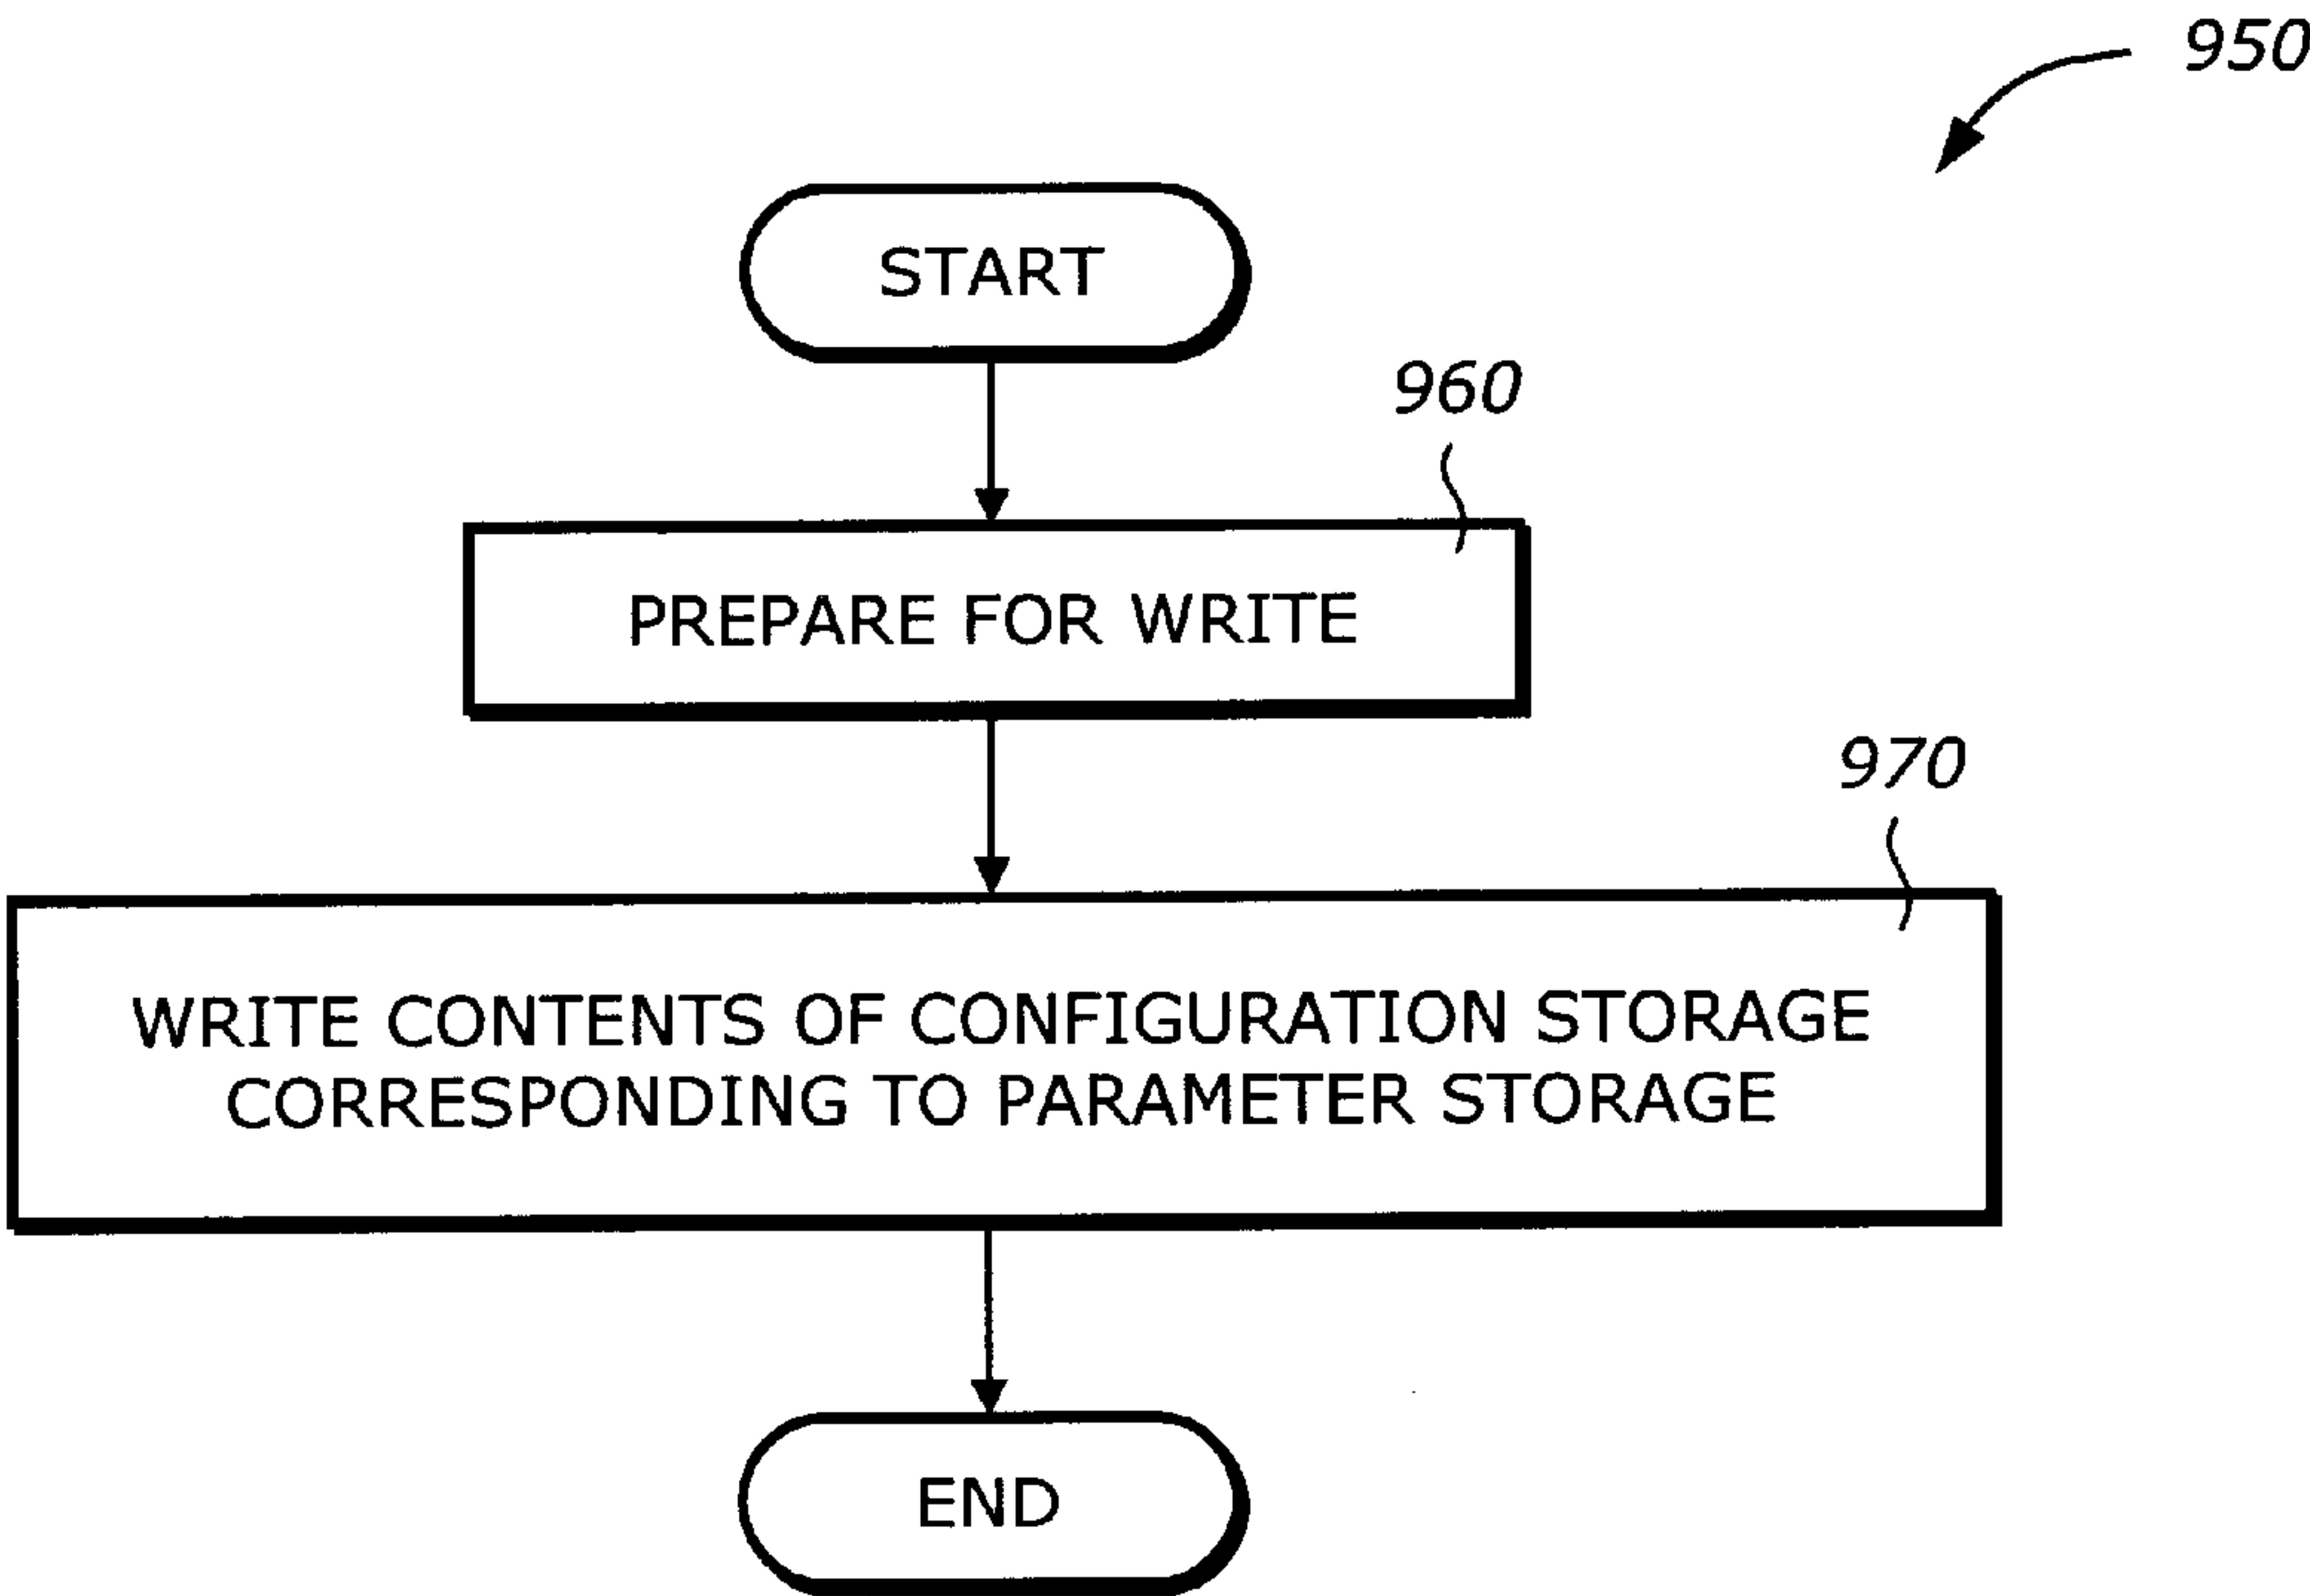 950
START
960
PREPARE FOR WRITE
970
WRITE CONTENTS OF CONFIGURATION STORAGE
CORRESPONDING TO PARAMETER STORAGE
END